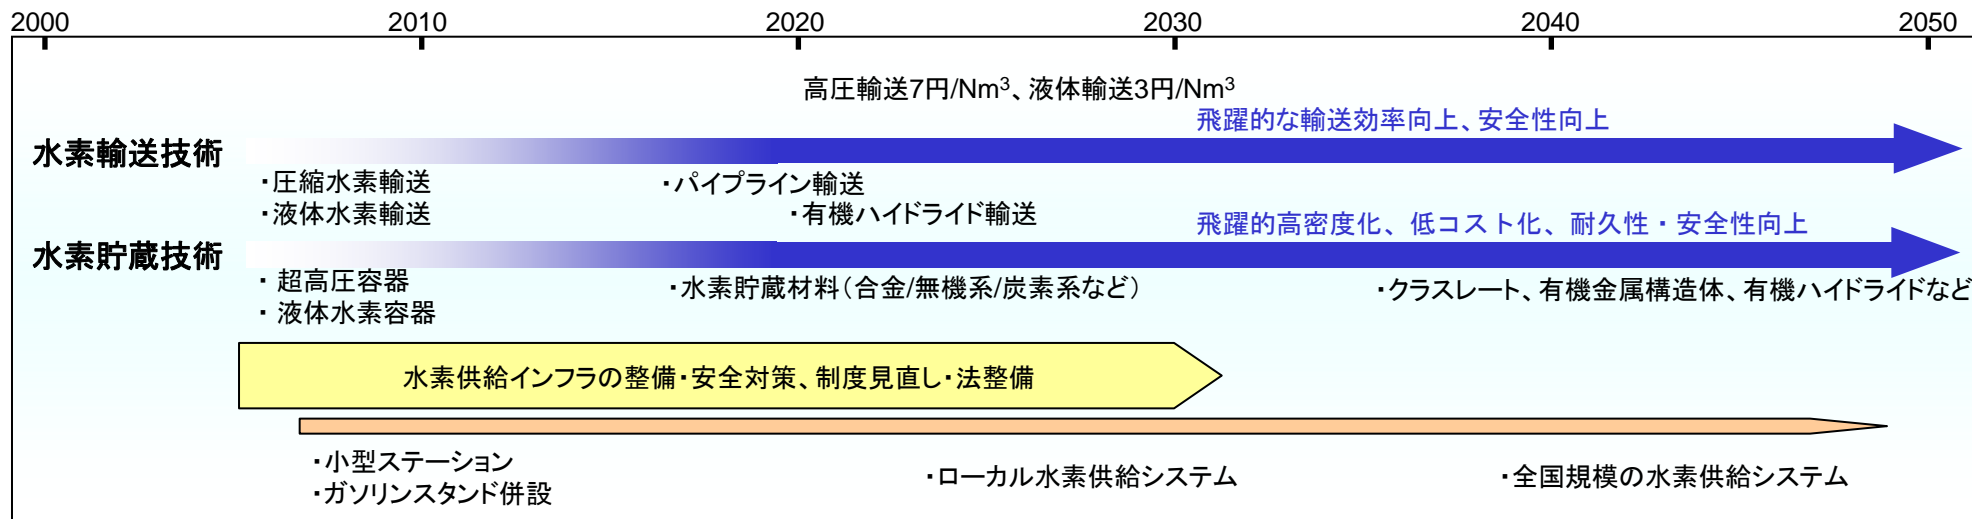 2000 2010 2020 2030 2040 2050
高圧輸送7円/Nm³、液体輸送3円/Nm³
飛躍的な輸送効率向上、安全性向上
水素輸送技術
・圧縮水素輸送
・液体水素輸送
・パイプライン輸送
・有機ハイドライド輸送
飛躍的高密度化、低コスト化、耐久性・安全性向上
水素貯蔵技術
・超高圧容器
・液体水素容器
・水素貯蔵材料(合金/無機系/炭素系など)
・クラスレート、有機金属構造体、有機ハイドライドなど
水素供給インフラの整備・安全対策、制度見直し・法整備
・小型ステーション
・ガソリンスタンド併設
・ローカル水素供給システム
・全国規模の水素供給システム